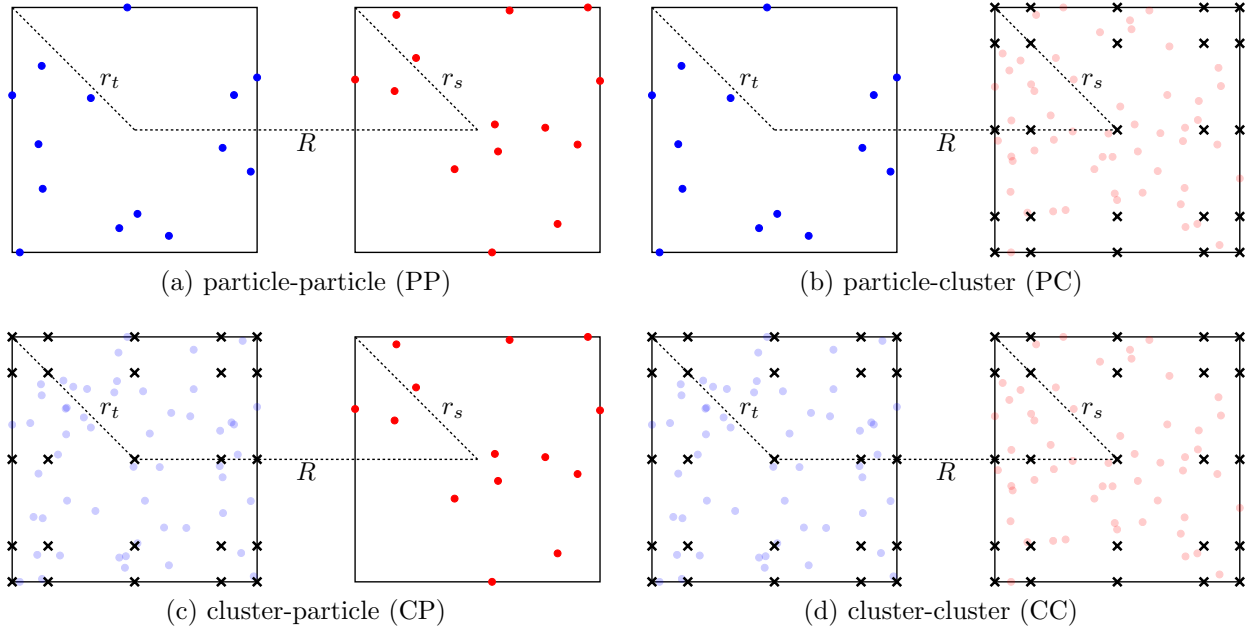 r_t
r_s
R
(a) particle-particle (PP)
r_t
r_s
R
(b) particle-cluster (PC)
r_t
r_s
R
(c) cluster-particle (CP)
r_t
r_s
R
(d) cluster-cluster (CC)